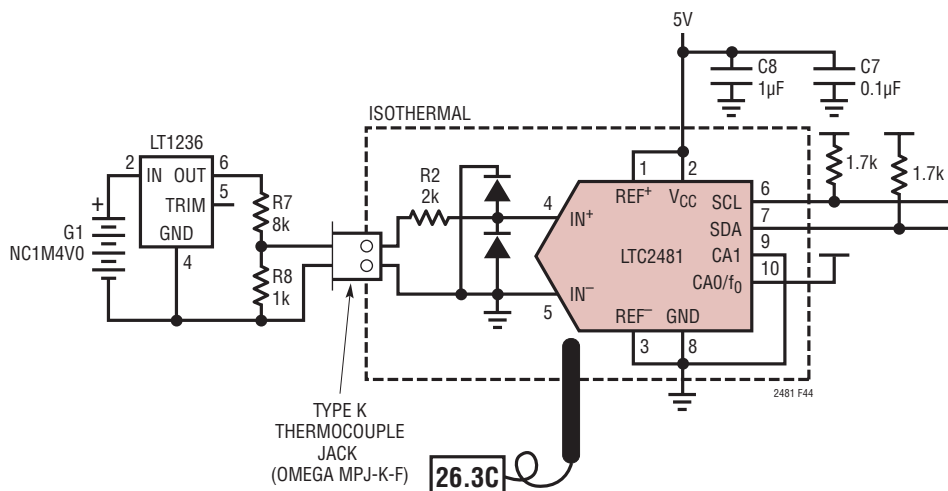 5V
C8
1µF
C7
0.1µF
ISOTHERMAL
LT1236
2
IN
OUT
6
TRIM
5
GND
4
+
G1
NC1M4V0
R7
8k
R8
1k
R2
2k
4
IN+
IN–
5
1
2
REF+
VCC
LTC2481
REF–
GND
3
8
SCL
6
SDA
7
CA1
9
CA0/f0
10
1.7k
1.7k
2481 F44
TYPE K
THERMOCOUPLE
JACK
(OMEGA MPJ-K-F)
26.3C